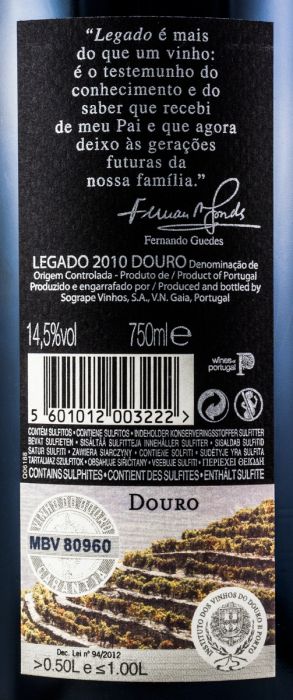 "Legado é mais
do que um vinho:
é o testemunho do
conhecimento e do
saber que recebi
de meu Pai e que agora
deixo às gerações
futuras da
nossa família."
Fernando Guedes
LEGADO 2010 DOURO Denominação de
Origem Controlada - Produto de / Product of Portugal
Produzido e engarrafado por / Produced and bottled by
Sogrape Vinhos, S.A., V.N. Gaia, Portugal
14,5%vol 750ml e
wines of
portugal
5 601012 003222 >
CONTÉM SULFITOS • CONTIENE SULFITOS • INDEHOLDER KONSERVERINGSSTOFFER SULFITTER
BEVAT SULFIETEN • SISÄLTÄÄ SULFIITTEJA INNEHÅLLER SULFITER • SISALDAB SULFITID
SATUR SULFITI • ZAWIERA SIARCZYNY • CONTIENE SOLFITI • SUDĖTYJE YRA SULFITŲ
TARTALMAZ SZULFITOK • OBSAHUJE SIŘIČITANY • VSEBUJE SULFITI • ΠΕΡΙΕΧΕΙ ΘΕΙΩΔΗ
CONTAINS SULPHITES • CONTIENT DES SULFITES • ENTHÄLT SULFITE
DOURO
MBV 80960
GARANTIA
INSTITUTO DOS VINHOS DO DOURO E PORTO
Dec. Lei nº 94/2012
>0.50L e ≤1.00L